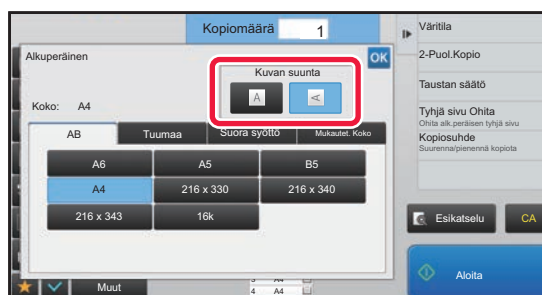 Kopiomäärä 1
Alkuperäinen
OK
Kuvan suunta
A A
Koko: A4
AB Tuumaa Suora syöttö Mukautet. Koko
A6 A5 B5
A4 216 x 330 216 x 340
216 x 343 16k
Muut
3 A4
4 A4
Väritila
2-Puol.Kopio
Taustan säätö
Tyhjä sivu Ohita
Ohita alk.peräisen tyhjä sivu
Kopiosuhde
Suurenna/pienennä kopiota
Esikatselu CA
Aloita